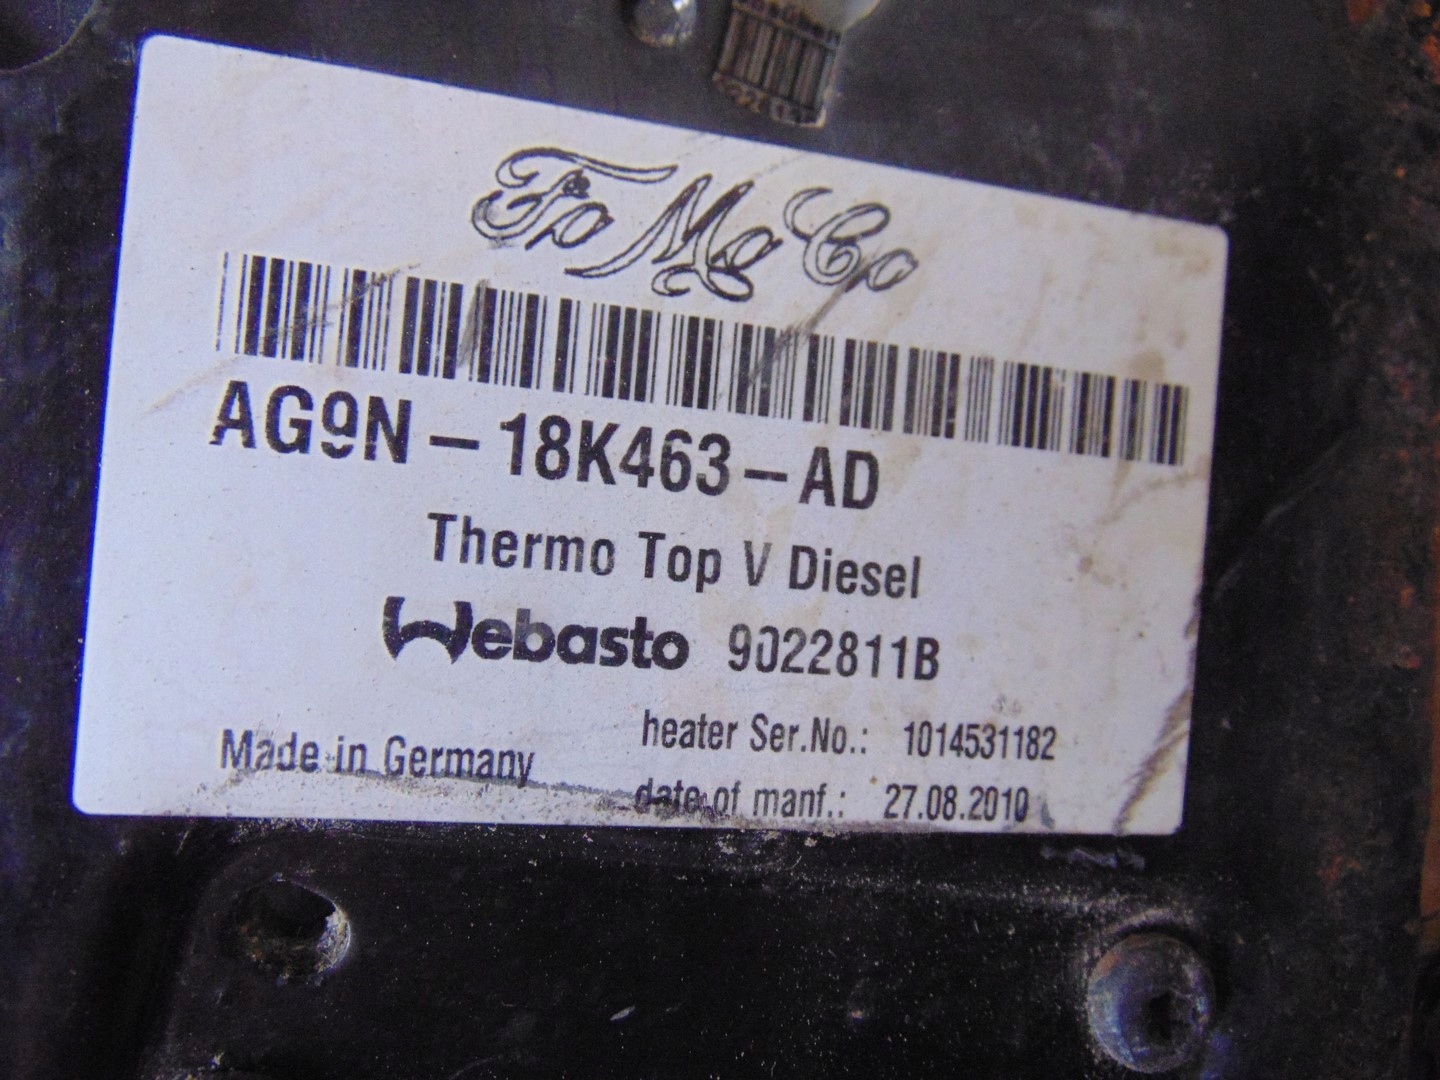 FoMoCo
AG9N-18K463-AD
Thermo Top V Diesel
Webasto 9022811B
heater Ser.No.: 1014531182
Made in Germany
date of manf.: 27.08.2010